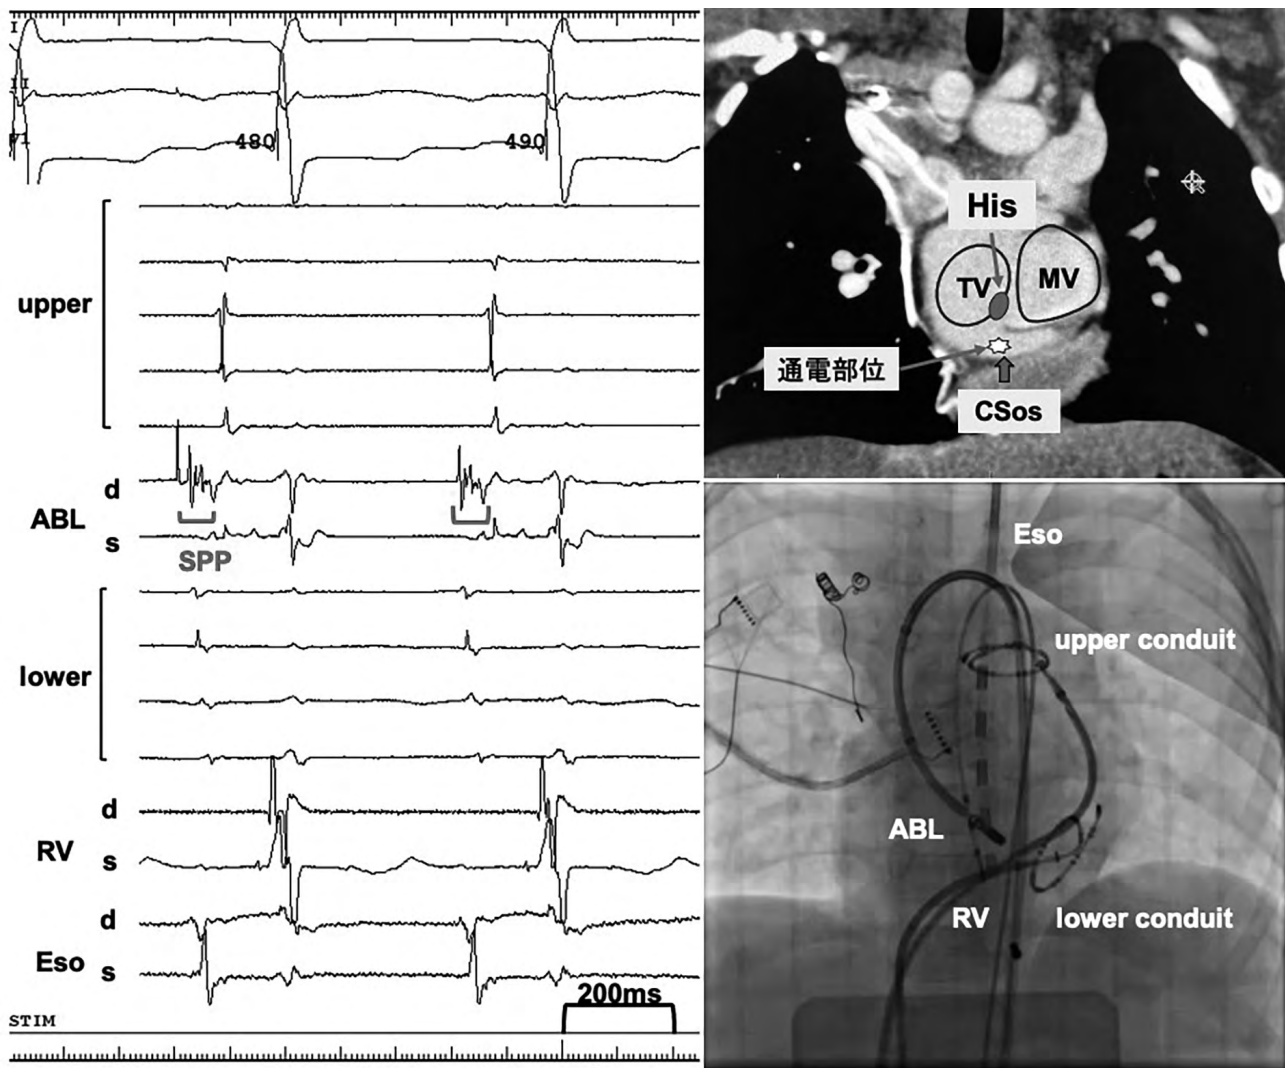 I
II
V1
480
490
upper
d
ABL
s
SPP
lower
d
RV
s
d
Eso
s
200ms
STIM
His
TV
MV
通電部位
CSos
Eso
upper conduit
ABL
RV
lower conduit